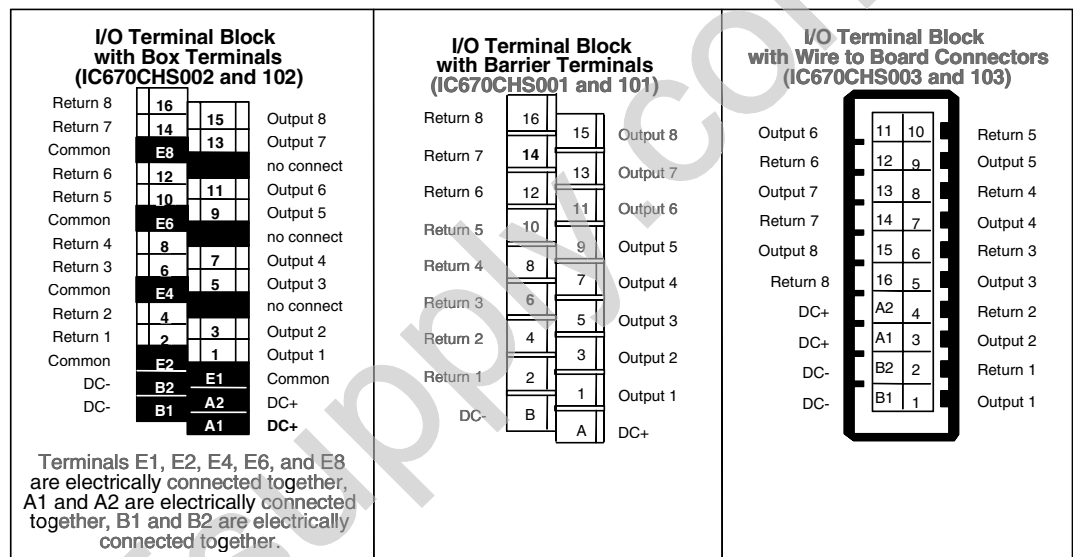 I/O Terminal Block
with Box Terminals
(IC670CHS002 and 102)
Return 8 16 15 Output 8
Return 7 14 13 Output 7
Common E8 no connect
Return 6 12 11 Output 6
Return 5 10 9 Output 5
Common E6 no connect
Return 4 8 7 Output 4
Return 3 6 5 Output 3
Common E4 no connect
Return 2 4 3 Output 2
Return 1 2 1 Output 1
Common E2 E1 Common
DC- B2 A2 DC+
DC- B1 A1 DC+
Terminals E1, E2, E4, E6, and E8
are electrically connected together,
A1 and A2 are electrically connected
together, B1 and B2 are electrically
connected together.
I/O Terminal Block
with Barrier Terminals
(IC670CHS001 and 101)
Return 8 16 15 Output 8
Return 7 14 13 Output 7
Return 6 12 11 Output 6
Return 5 10 9 Output 5
Return 4 8 7 Output 4
Return 3 6 5 Output 3
Return 2 4 3 Output 2
Return 1 2 1 Output 1
DC- B A DC+
I/O Terminal Block
with Wire to Board Connectors
(IC670CHS003 and 103)
Output 6 11 10 Return 5
Return 6 12 9 Output 5
Output 7 13 8 Return 4
Return 7 14 7 Output 4
Output 8 15 6 Return 3
Return 8 16 5 Output 3
DC+ A2 4 Return 2
DC+ A1 3 Output 2
DC- B2 2 Return 1
DC- B1 1 Output 1